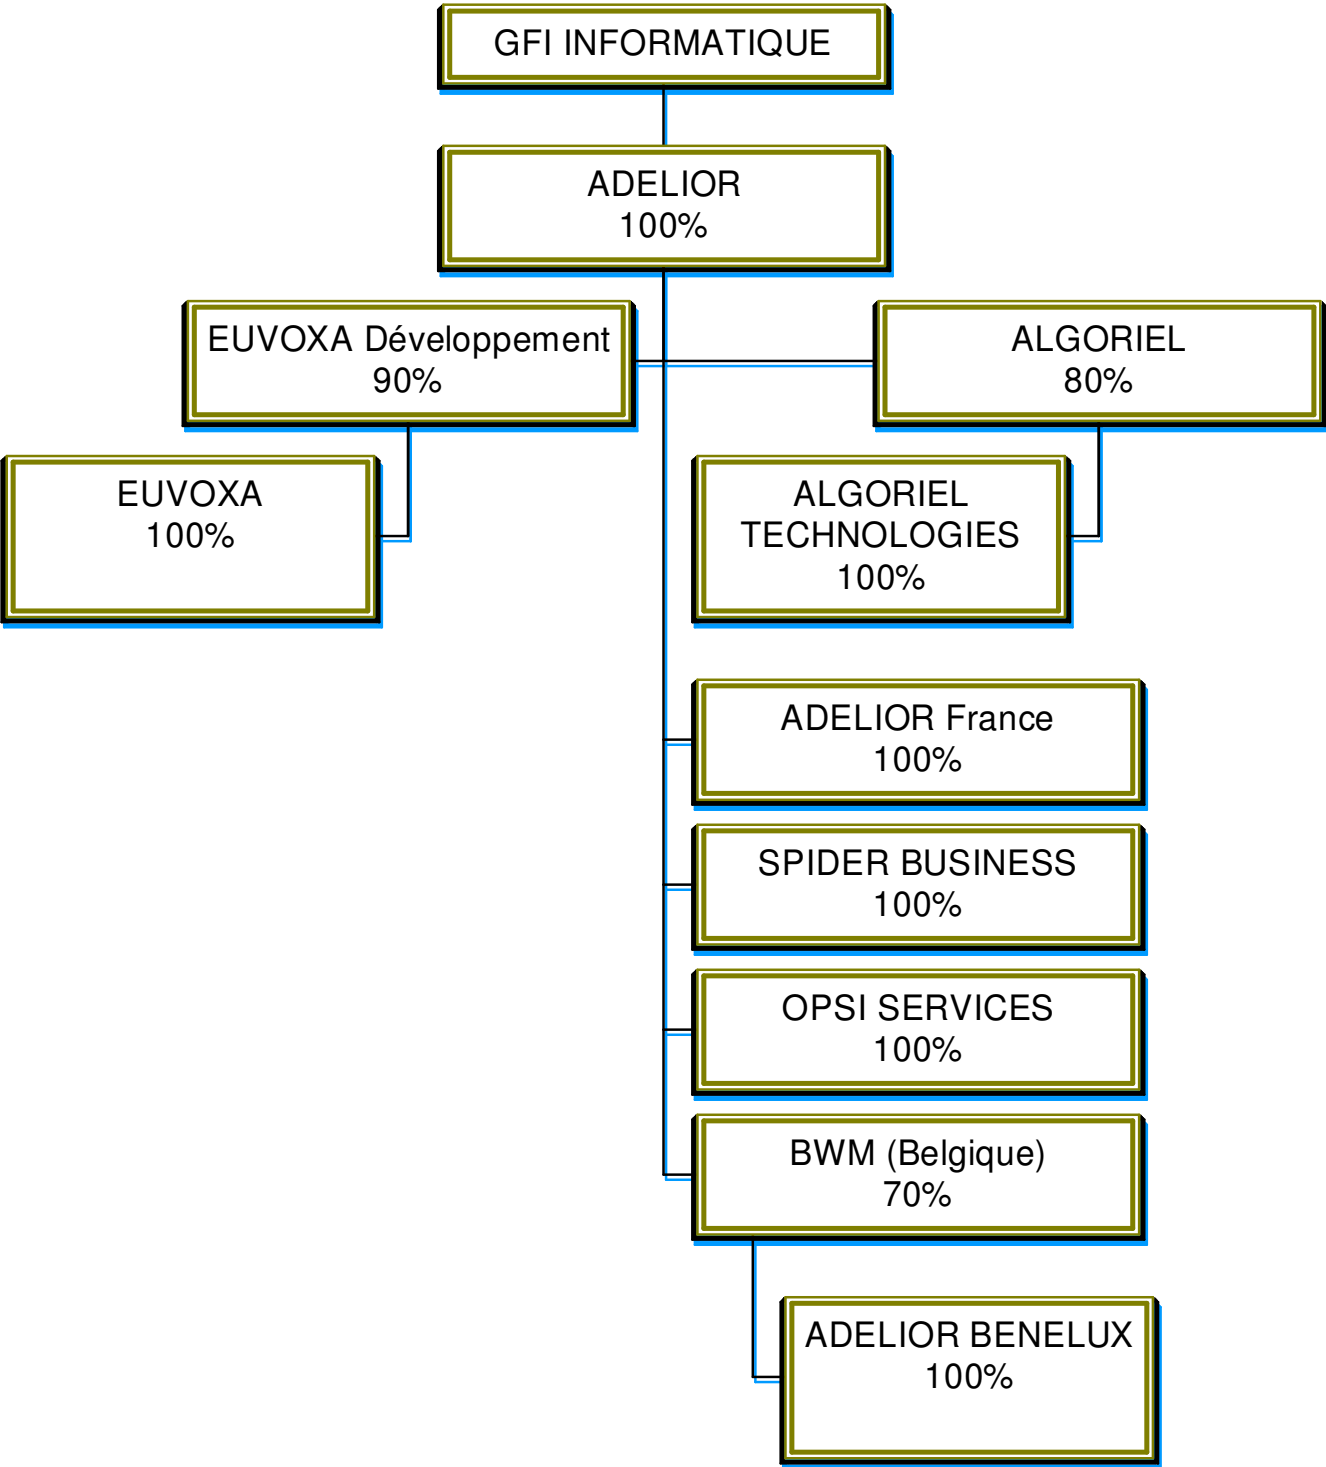 GFI INFORMATIQUE
ADELIOR
100%
EUVOXA Développement
90%
ALGORIEL
80%
EUVOXA
100%
ALGORIEL
TECHNOLOGIES
100%
ADELIOR France
100%
SPIDER BUSINESS
100%
OPSI SERVICES
100%
BWM (Belgique)
70%
ADELIOR BENELUX
100%